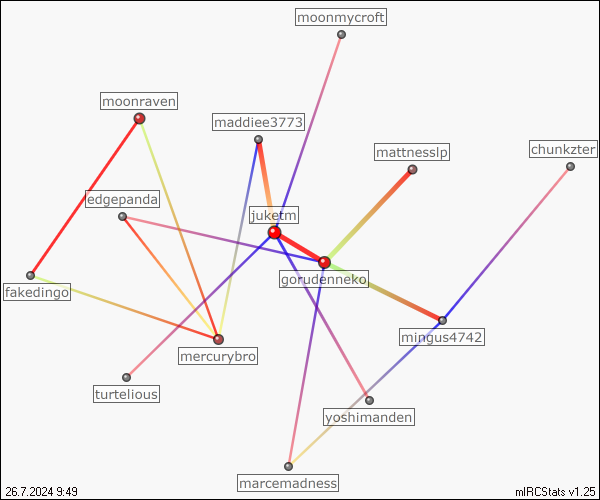 moonmycroft
moonraven
maddiee3773
chunkzter
mattnesslp
edgepanda
juketm
gorudenneko
fakedingo
mingus4742
mercurybro
turtelious
yoshimanden
marcemadness
26.7.2024 9:49
mIRCStats v1.25